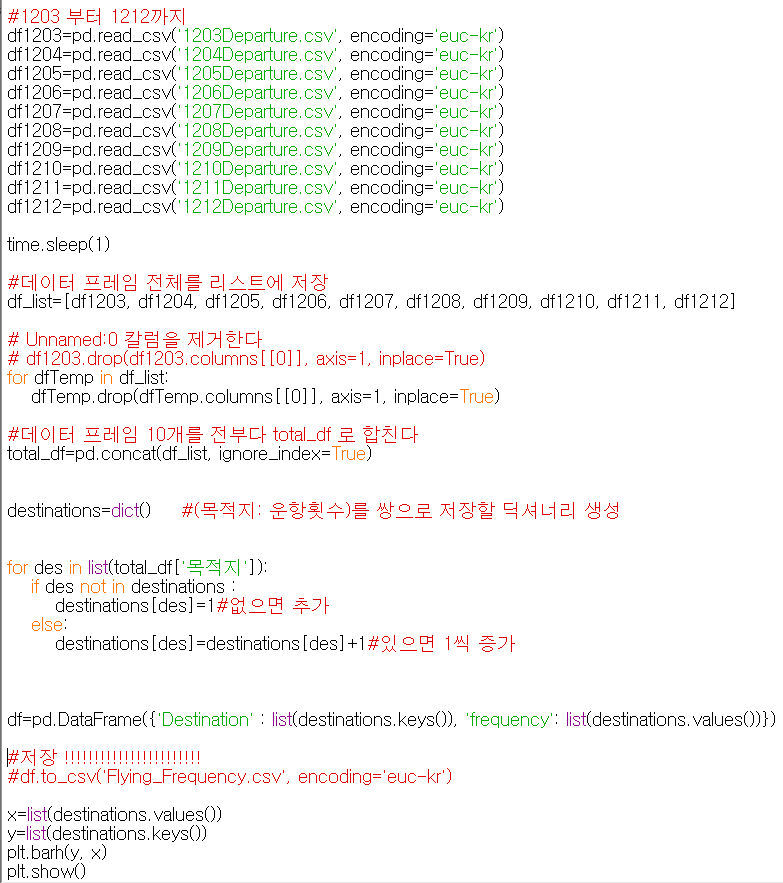 #1203 부터 1212까지
df1203=pd.read_csv('1203Departure.csv', encoding='euc-kr')
df1204=pd.read_csv('1204Departure.csv', encoding='euc-kr')
df1205=pd.read_csv('1205Departure.csv', encoding='euc-kr')
df1206=pd.read_csv('1206Departure.csv', encoding='euc-kr')
df1207=pd.read_csv('1207Departure.csv', encoding='euc-kr')
df1208=pd.read_csv('1208Departure.csv', encoding='euc-kr')
df1209=pd.read_csv('1209Departure.csv', encoding='euc-kr')
df1210=pd.read_csv('1210Departure.csv', encoding='euc-kr')
df1211=pd.read_csv('1211Departure.csv', encoding='euc-kr')
df1212=pd.read_csv('1212Departure.csv', encoding='euc-kr')
time.sleep(1)
#데이터 프레임 전체를 리스트에 저장
df_list=[df1203, df1204, df1205, df1206, df1207, df1208, df1209, df1210, df1211, df1212]
# Unnamed:0 칼럼을 제거한다
# df1203.drop(df1203.columns[[0]], axis=1, inplace=True)
for dfTemp in df_list:
    dfTemp.drop(dfTemp.columns[[0]], axis=1, inplace=True)
#데이터 프레임 10개를 전부다 total_df 로 합친다
total_df=pd.concat(df_list, ignore_index=True)
destinations=dict()     #(목적지: 운항횟수)를 쌍으로 저장할 딕셔너리 생성
for des in list(total_df['목적지']):
    if des not in destinations :
        destinations[des]=1#없으면 추가
    else:
        destinations[des]=destinations[des]+1#있으면 1씩 증가
df=pd.DataFrame({'Destination' : list(destinations.keys()), 'frequency': list(destinations.values())})
#저장 !!!!!!!!!!!!!!!!!!!!!!!
#df.to_csv('Flying_Frequency.csv', encoding='euc-kr')
x=list(destinations.values())
y=list(destinations.keys())
plt.barh(y, x)
plt.show()